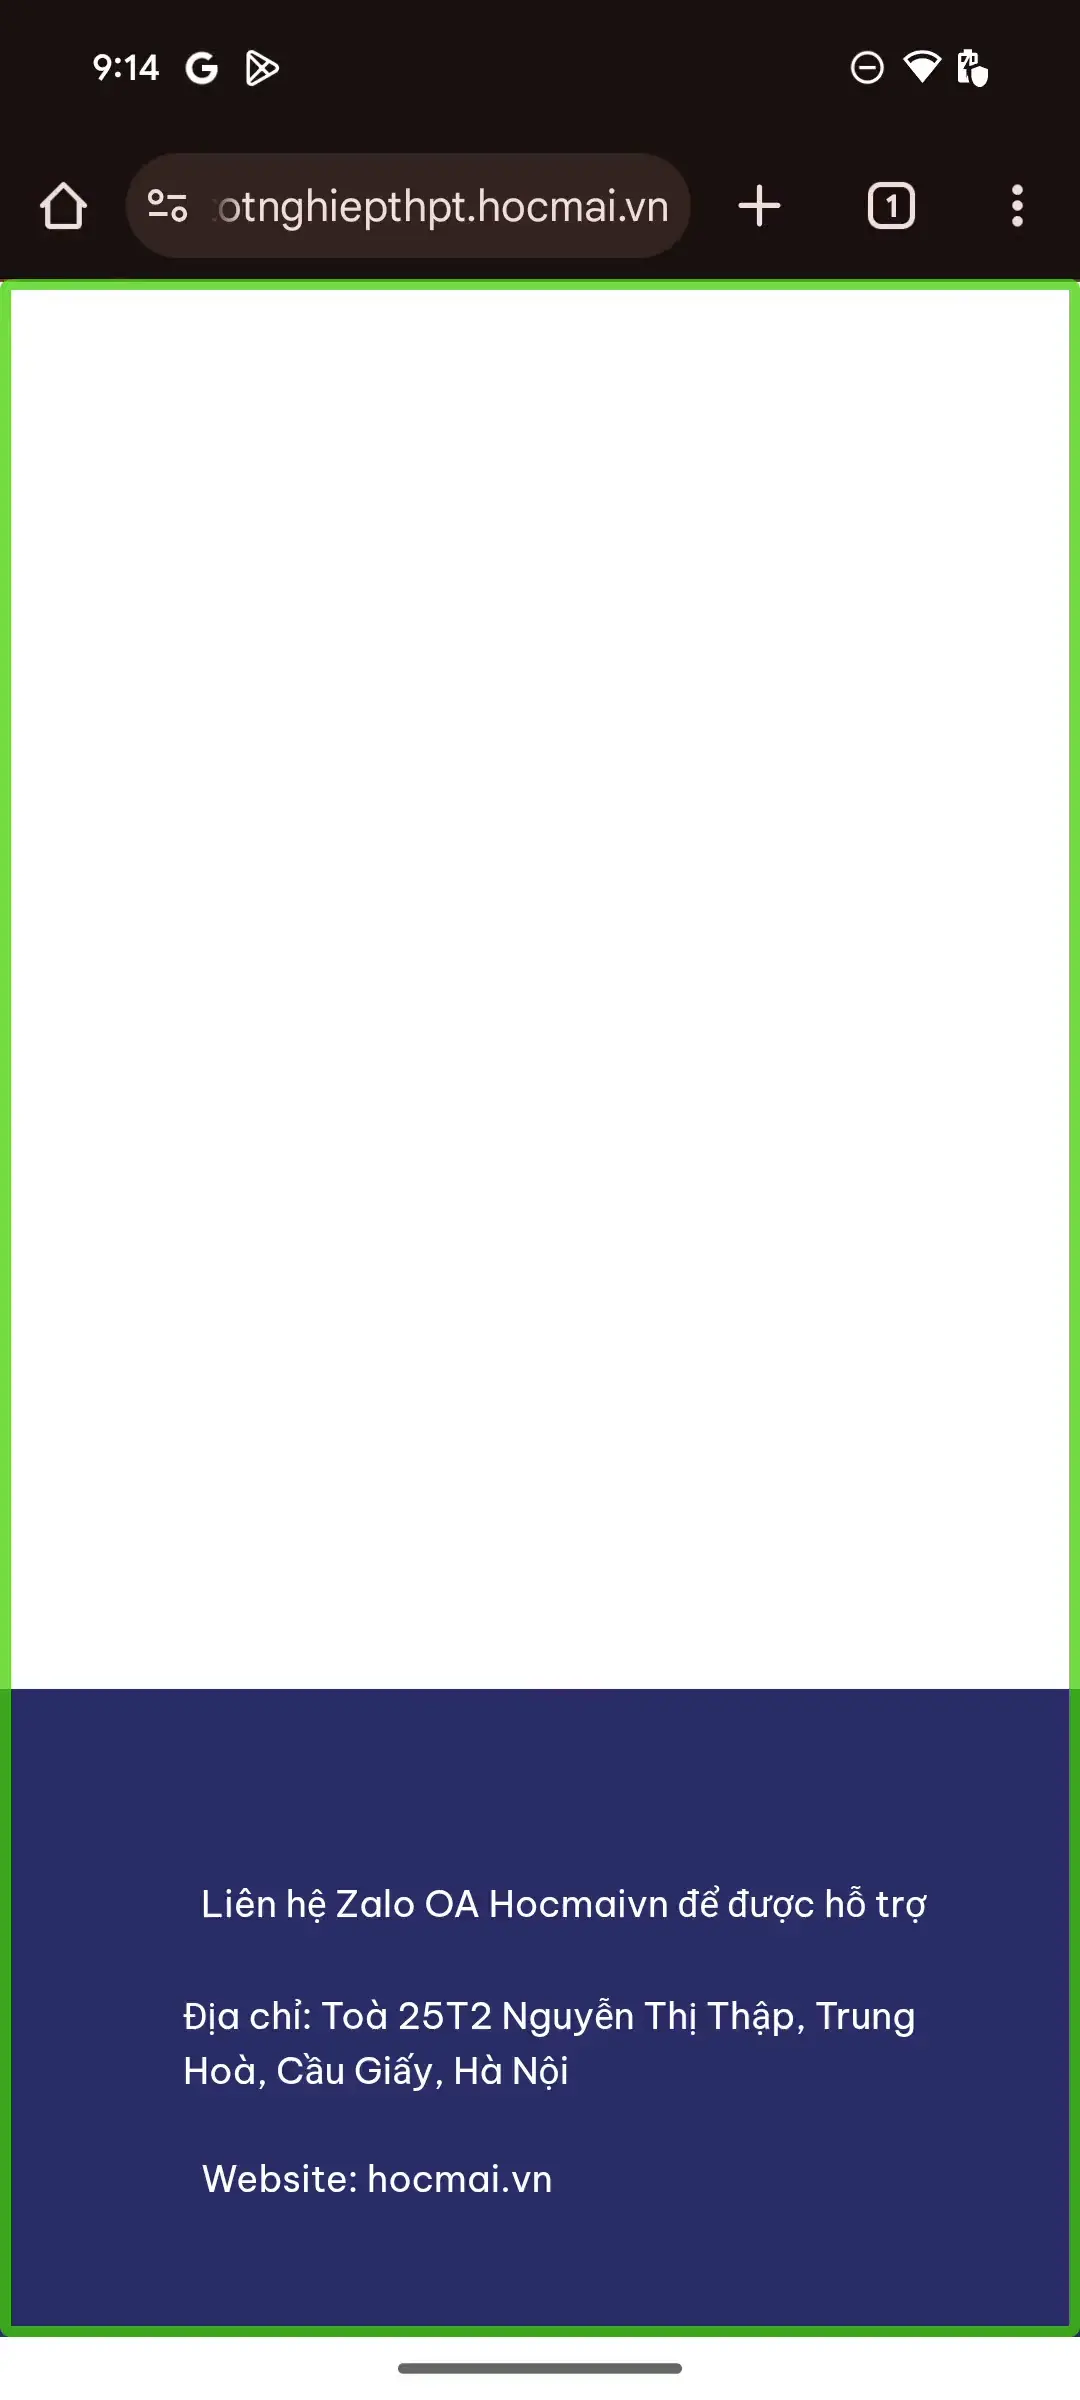 9:14
otnghiepthpt.hocmai.vn
1
Liên hệ Zalo OA Hocmaivn để được hỗ trợ
Địa chỉ: Toà 25T2 Nguyễn Thị Thập, Trung
Hoà, Cầu Giấy, Hà Nội
Website: hocmai.vn